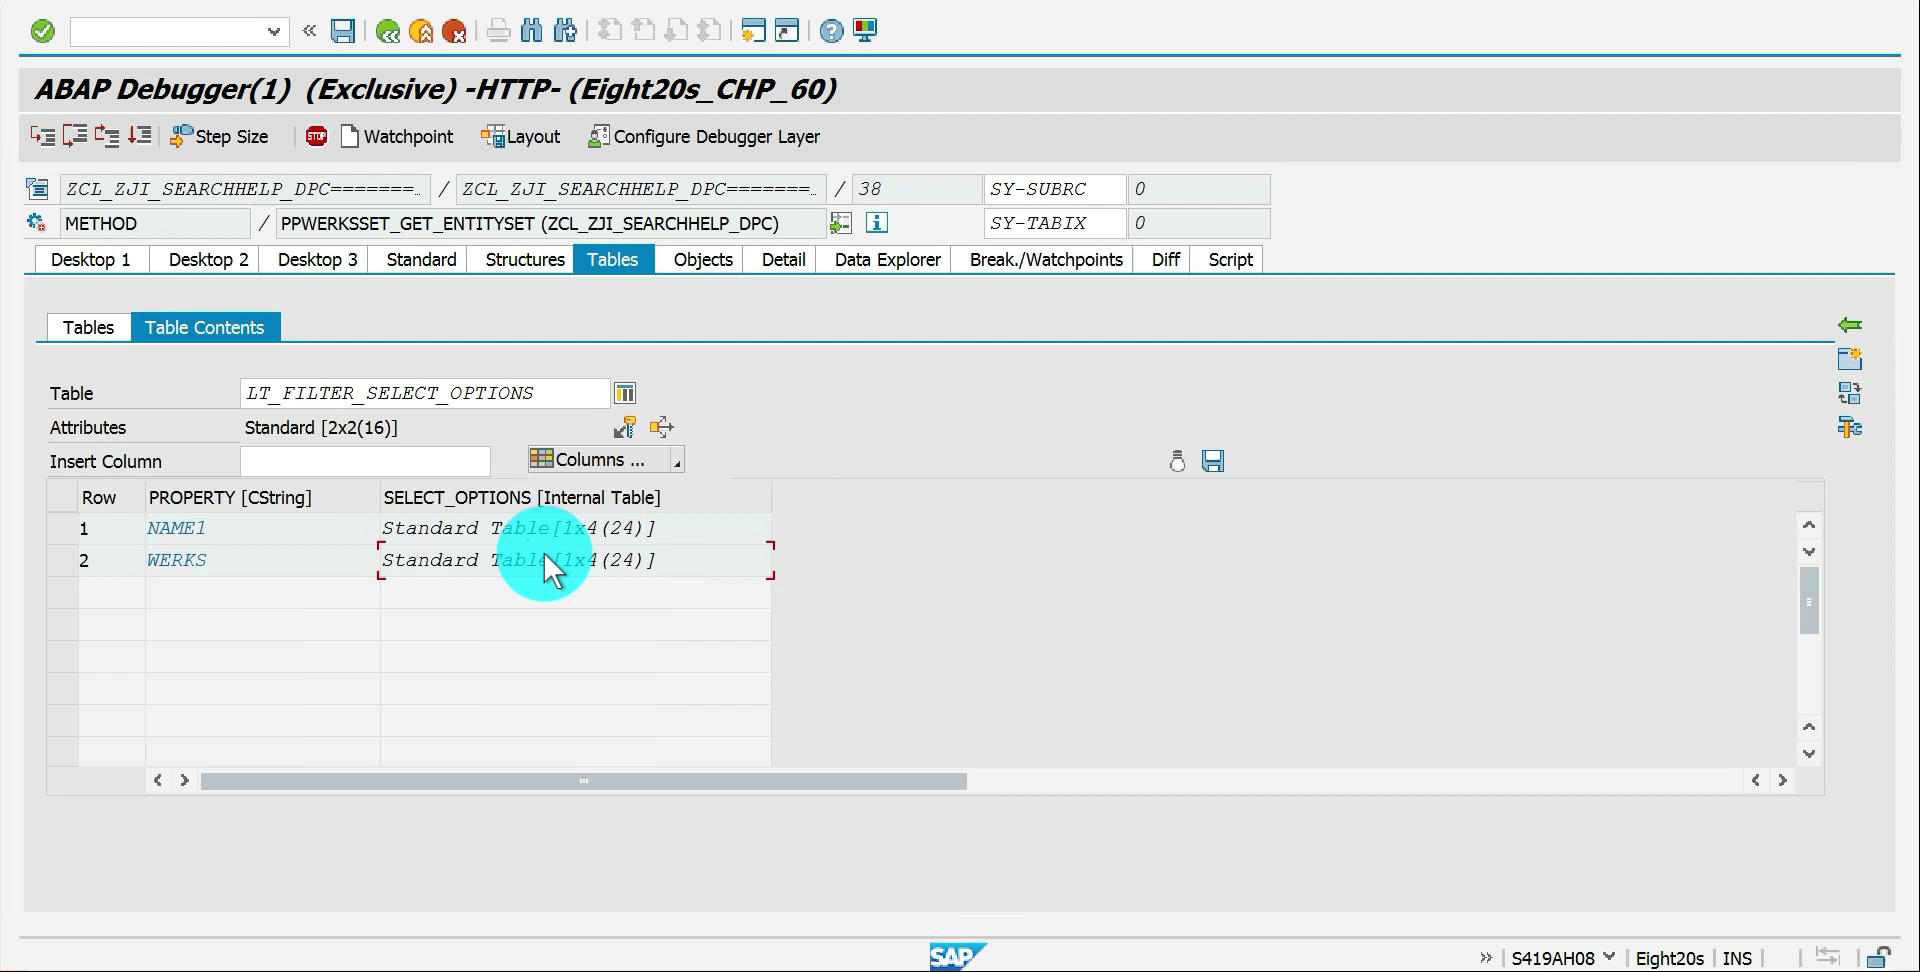 ABAP Debugger(1) (Exclusive) -HTTP- (Eight20s_CHP_60)
Step Size STOP Watchpoint Layout Configure Debugger Layer
ZCL_ZJI_SEARCHHELP_DPC=======… / ZCL_ZJI_SEARCHHELP_DPC=======… / 38 SY-SUBRC 0
METHOD / PPWERKSSET_GET_ENTITYSET (ZCL_ZJI_SEARCHHELP_DPC) SY-TABIX 0
Desktop 1 Desktop 2 Desktop 3 Standard Structures Tables Objects Detail Data Explorer Break./Watchpoints Diff Script
Tables Table Contents
Table LT_FILTER_SELECT_OPTIONS
Attributes Standard [2x2(16)]
Insert Column Columns ...
Row PROPERTY [CString] SELECT_OPTIONS [Internal Table]
1 NAME1 Standard Table[1x4(24)]
2 WERKS Standard Table[1x4(24)]
SAP S419AH08 Eight20s INS